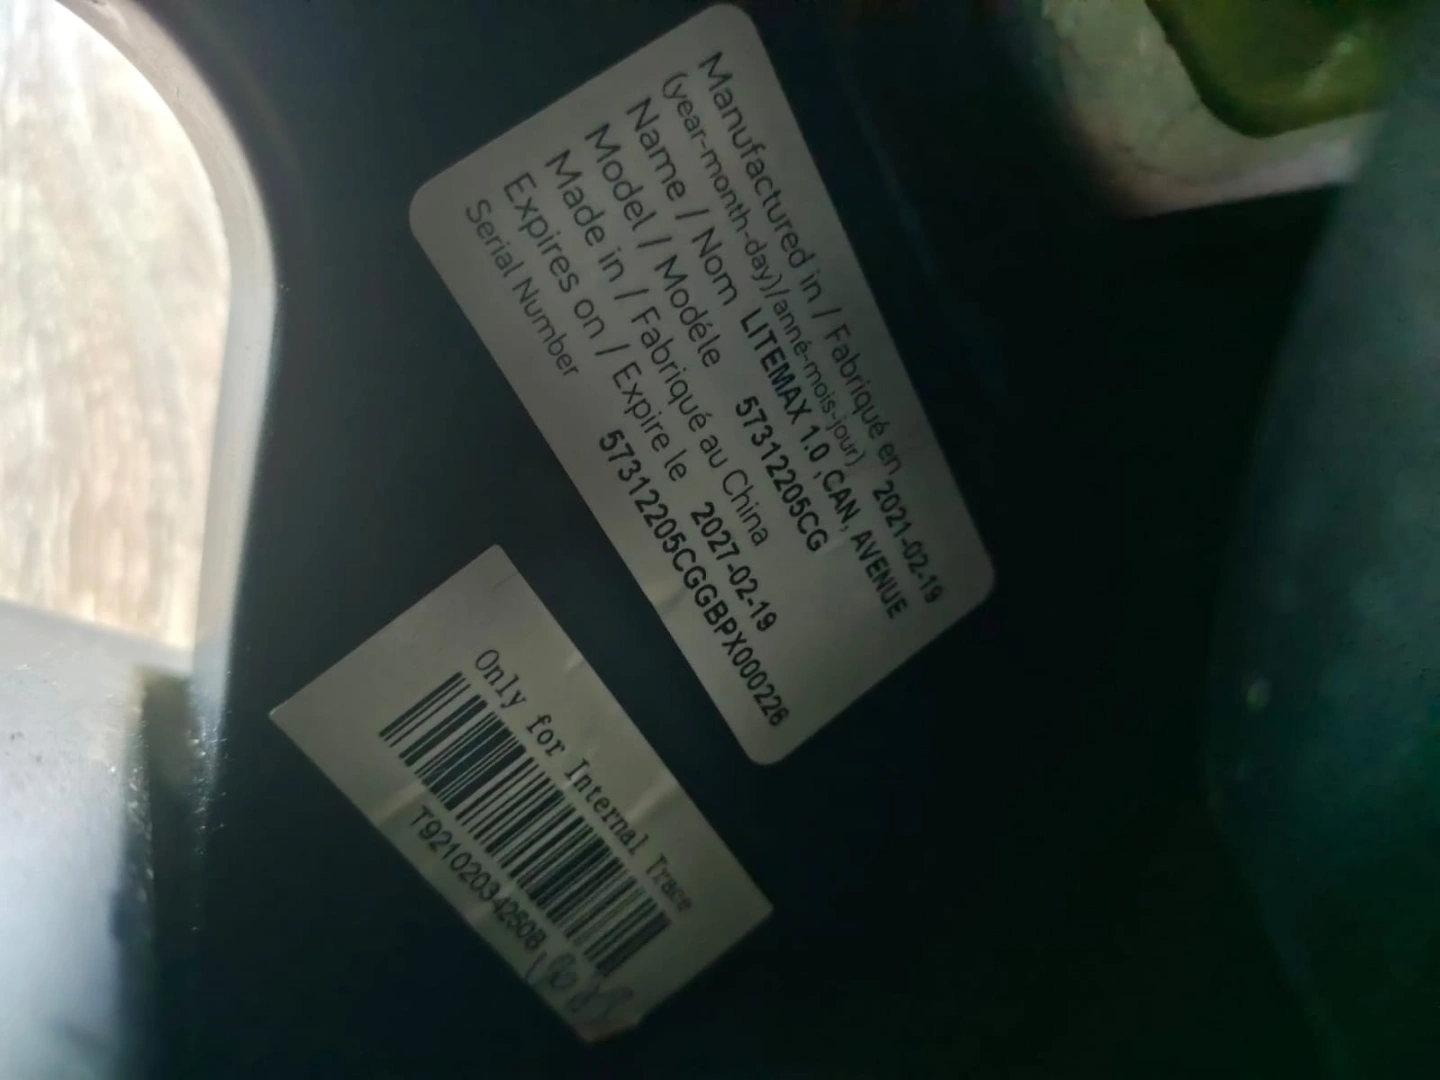 Manufactured in / Fabriqué en 2021-02-19
(year-month-day)/anné-mois-jour)
Name / Nom LITEMAX 1.0 ,CAN, AVENUE
Model / Modéle 57312205CG
Made in / Fabriqué au China
Expires on / Expire le 2027-02-19
Serial Number 57312205CGGBPX000226
Only for Internal Trace
T92102034250B